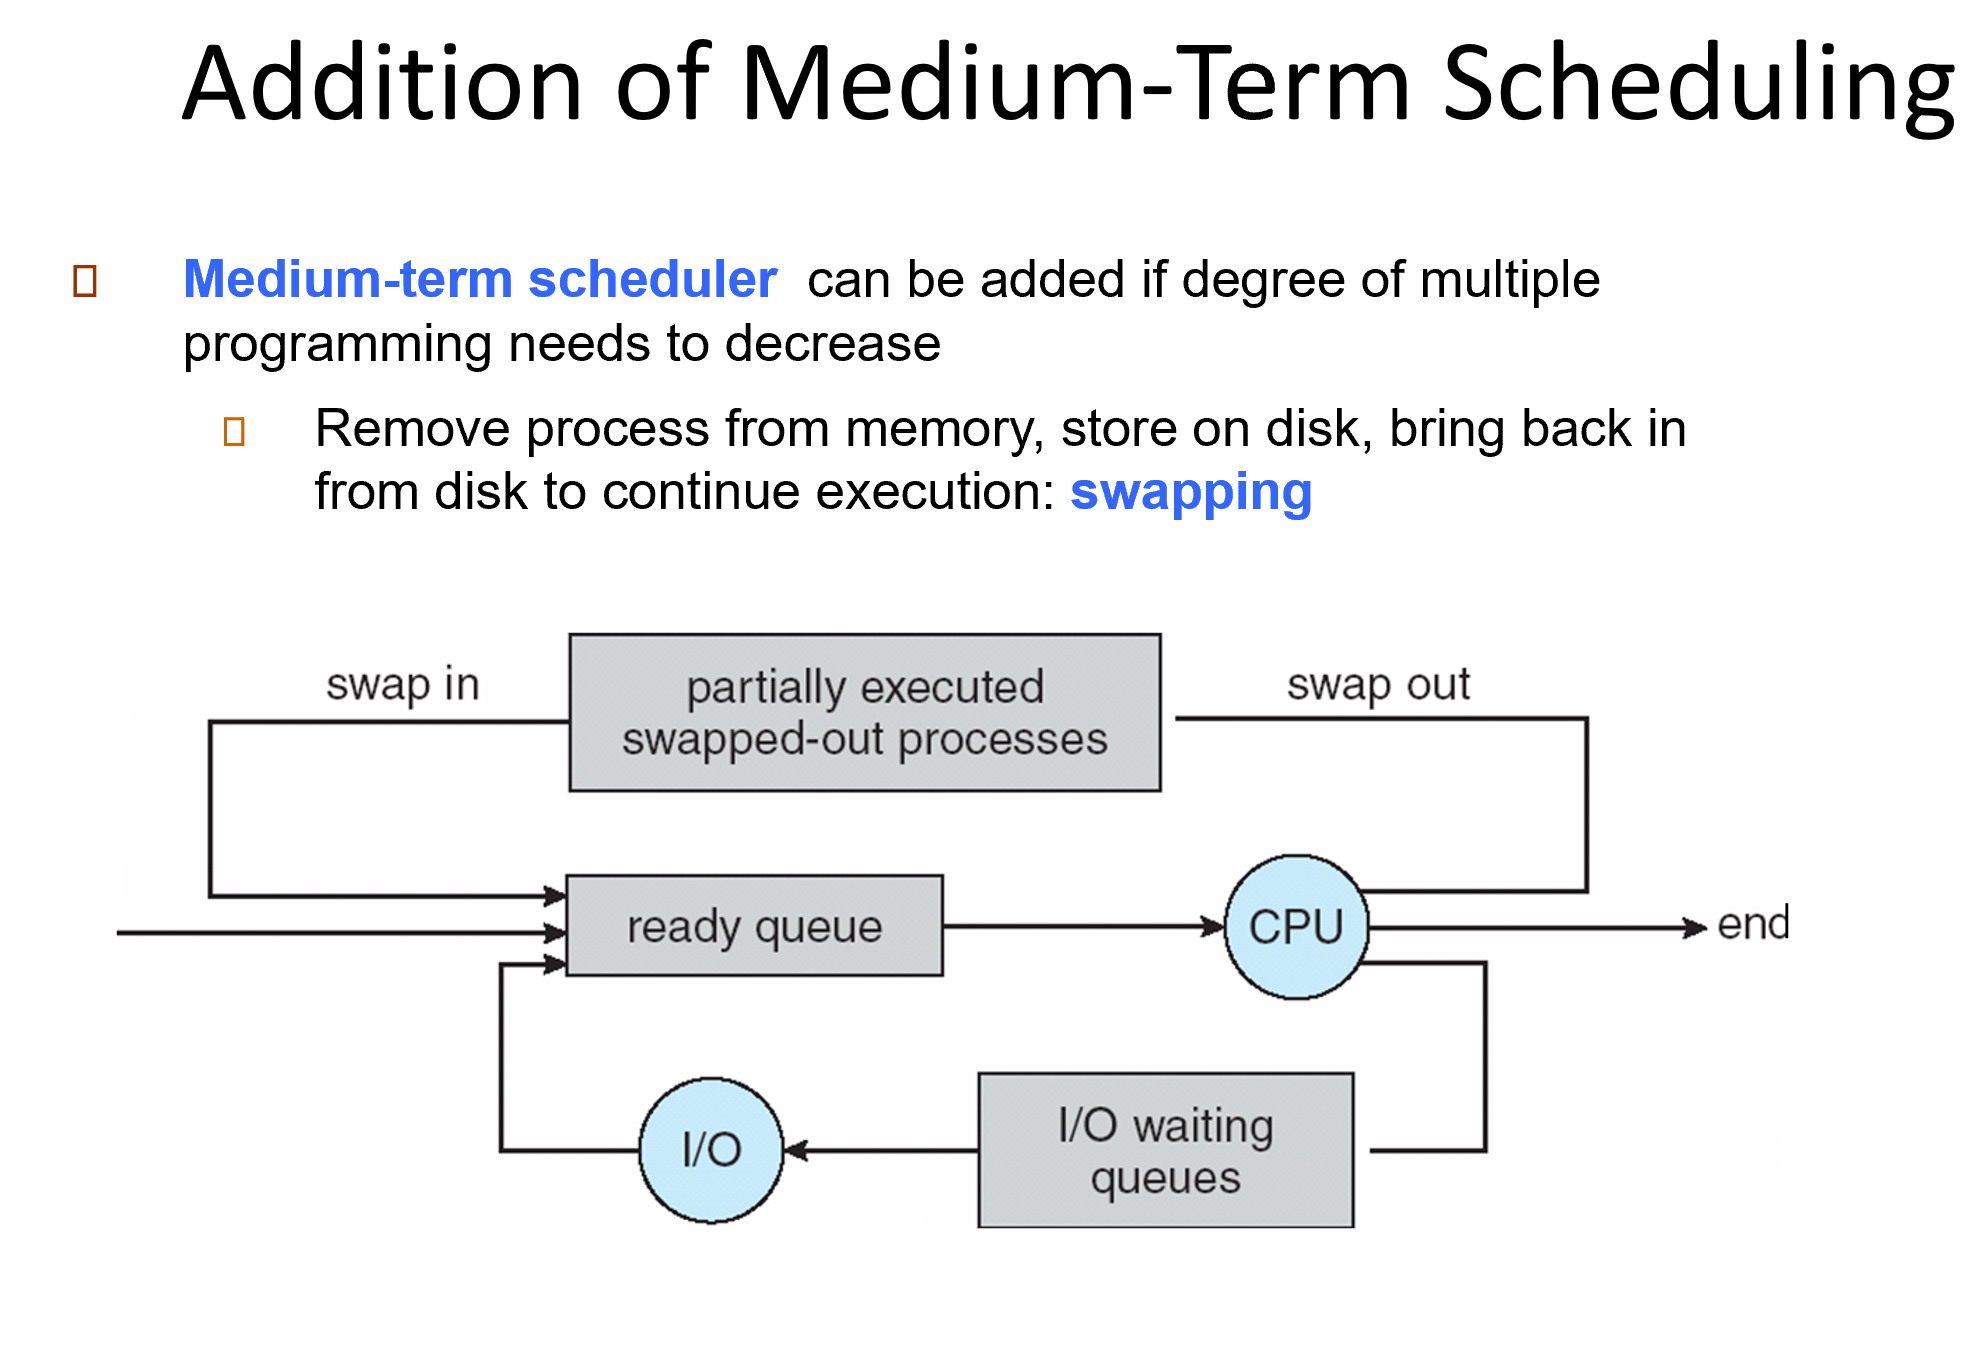 Addition of Medium-Term Scheduling
Medium-term scheduler can be added if degree of multiple
programming needs to decrease
Remove process from memory, store on disk, bring back in
from disk to continue execution: swapping
swap in
partially executed
swapped-out processes
swap out
ready queue
CPU
end
I/O
I/O waiting
queues